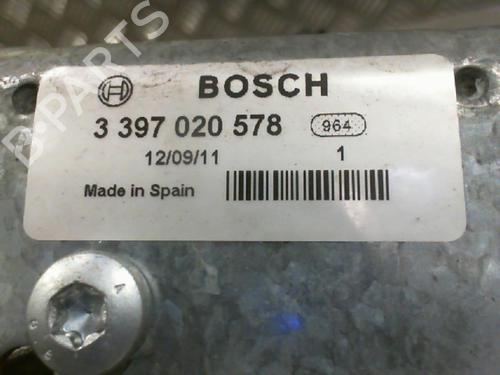 BOSCH
3 397 020 578 964
12/09/11 1
Made in Spain
B-PARTS